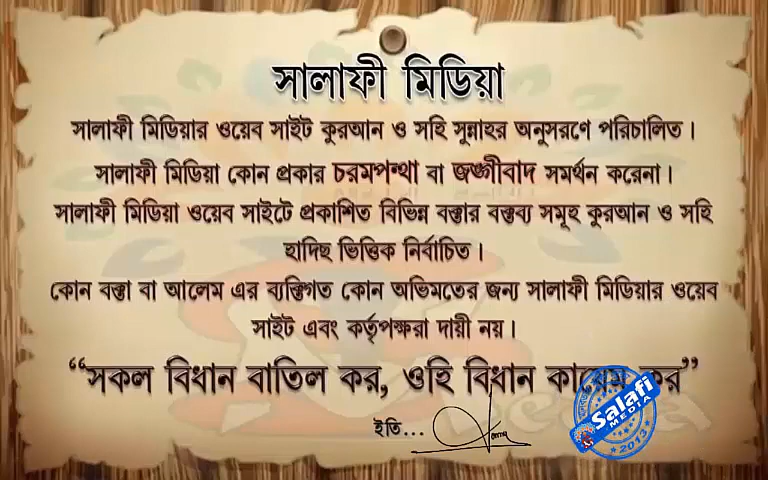 সালাফী মিডিয়া
সালাফী মিডিয়ার ওয়েব সাইট কুরআন ও সহি সুন্নাহর অনুসরণে পরিচালিত।
সালাফী মিডিয়া কোন প্রকার চরমপন্থা বা জঙ্গীবাদ সমর্থন করেনা।
সালাফী মিডিয়া ওয়েব সাইটে প্রকাশিত বিভিন্ন বক্তার বক্তব্য সমূহ কুরআন ও সহি
হাদিছ ভিত্তিক নির্বাচিত।
কোন বক্তা বা আলেম এর ব্যক্তিগত কোন অভিমতের জন্য সালাফী মিডিয়ার ওয়েব
সাইট এবং কর্তৃপক্ষরা দায়ী নয়।
“সকল বিধান বাতিল কর, ওহি বিধান কায়েম কর”
ইতি...
Salafi
MEDIA
2013